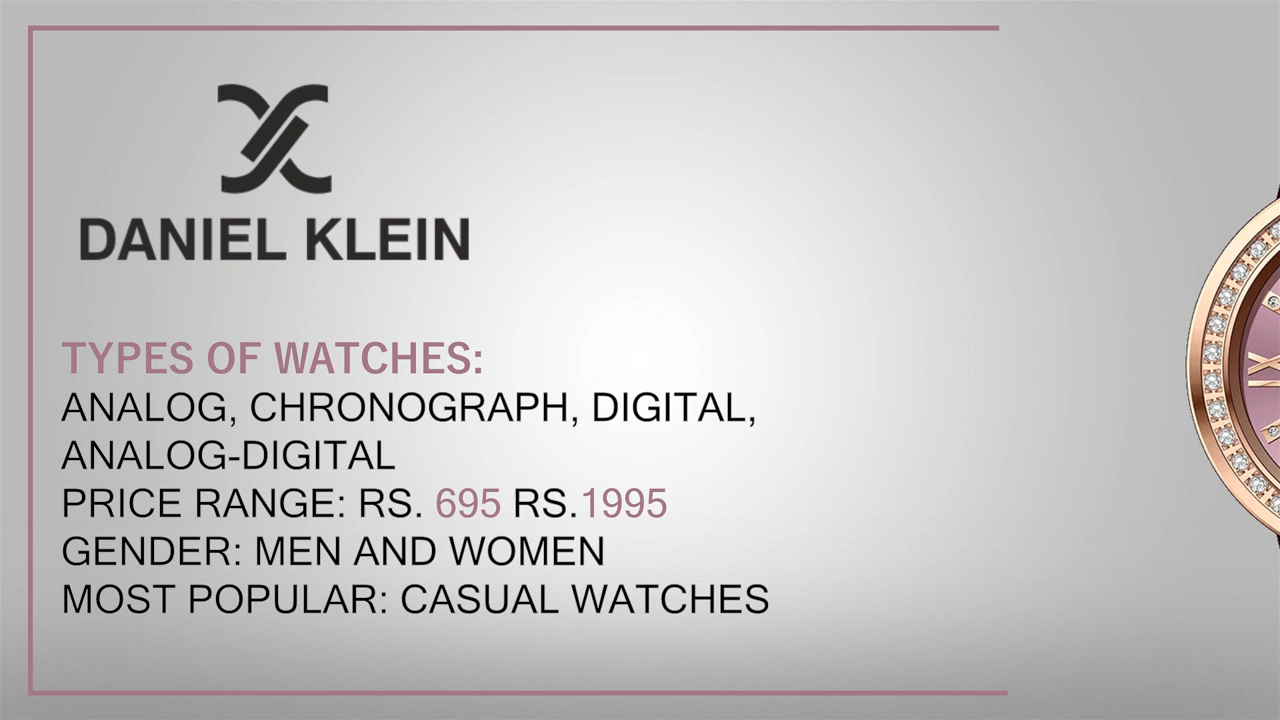 DANIEL KLEIN
TYPES OF WATCHES:
ANALOG, CHRONOGRAPH, DIGITAL,
ANALOG-DIGITAL
PRICE RANGE: RS. 695 RS.1995
GENDER: MEN AND WOMEN
MOST POPULAR: CASUAL WATCHES